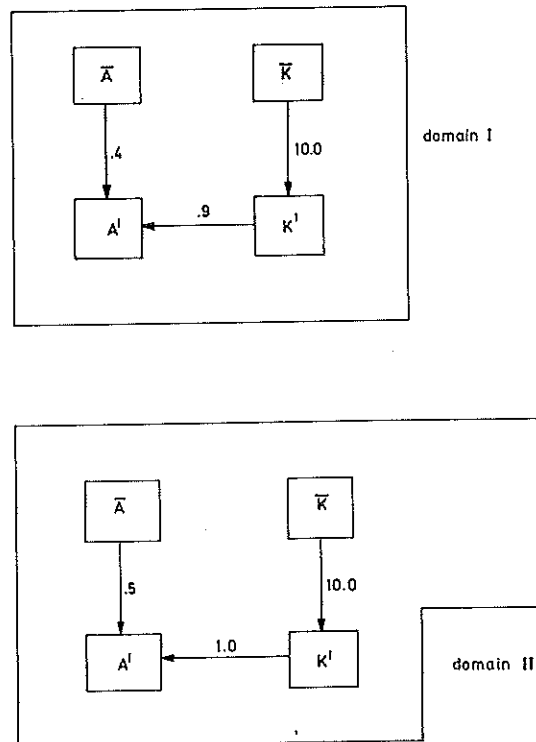 A̅ K̅
.4 10.0 domain I
A' .9 K'
A̅ K̅
.5 10.0
A' 1.0 K'
domain II